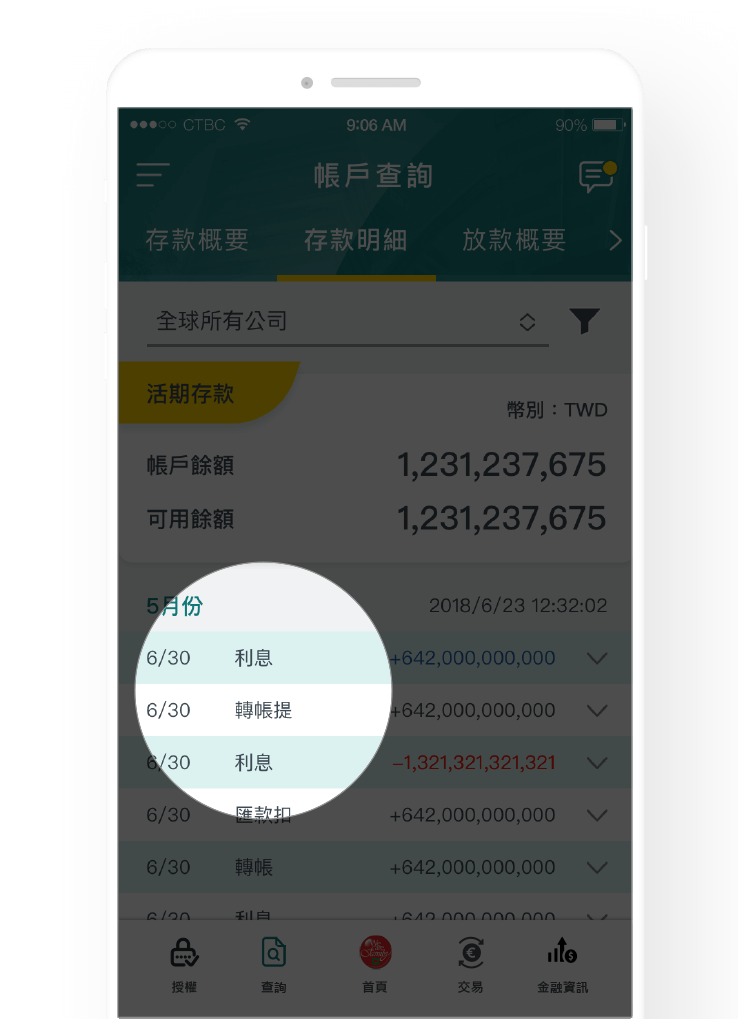 CTBC 9:06 AM 90%
帳戶查詢
存款概要 存款明細 放款概要
全球所有公司
活期存款
幣別：TWD
帳戶餘額 1,231,237,675
可用餘額 1,231,237,675
5月份 2018/6/23 12:32:02
6/30 利息 +642,000,000,000
6/30 轉帳提 +642,000,000,000
6/30 利息 −1,321,321,321,321
6/30 匯款扣 +642,000,000,000
6/30 轉帳 +642,000,000,000
6/30 利息 +642,000,000,000
授權 查詢 首頁 交易 金融資訊